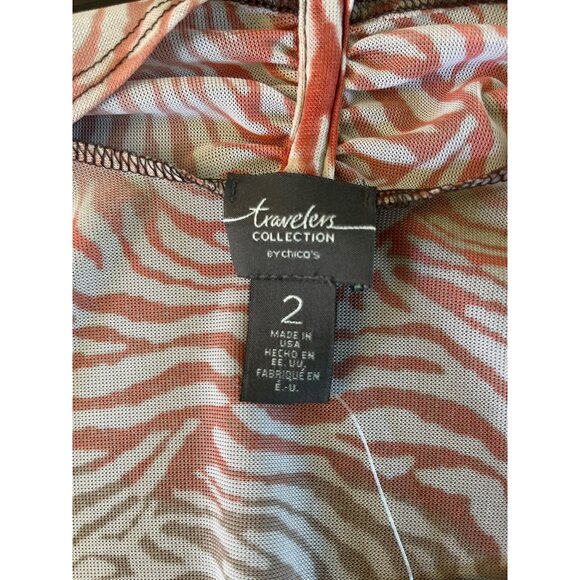 travelers
COLLECTION
BY chico's
2
MADE IN
USA
HECHO EN
EE. UU.
FABRIQUÉ EN
É.-U.